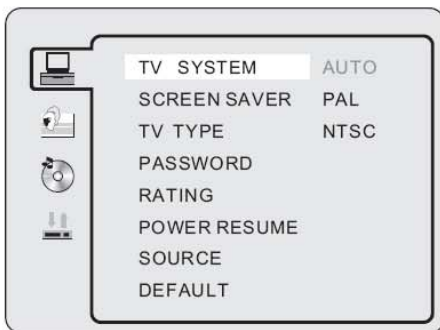 TV SYSTEM AUTO
SCREEN SAVER PAL
TV TYPE NTSC
PASSWORD
RATING
POWER RESUME
SOURCE
DEFAULT